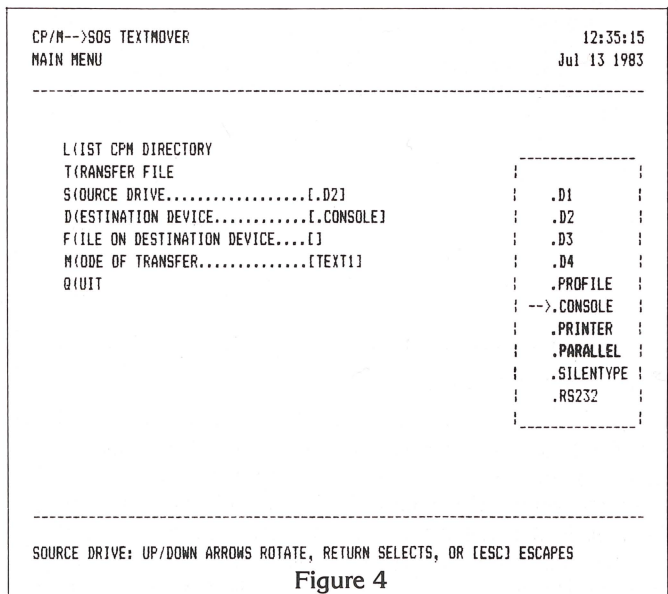 CP/M-->SOS TEXTMOVER 12:35:15
MAIN MENU Jul 13 1983
L(IST CPM DIRECTORY
T(RANSFER FILE
S(OURCE DRIVE..................[.D2]
D(ESTINATION DEVICE............[.CONSOLE]
F(ILE ON DESTINATION DEVICE....[]
M(ODE OF TRANSFER..............[TEXT1]
Q(UIT
.D1
.D2
.D3
.D4
.PROFILE
-->.CONSOLE
.PRINTER
.PARALLEL
.SILENTYPE
.RS232
SOURCE DRIVE: UP/DOWN ARROWS ROTATE, RETURN SELECTS, OR [ESC] ESCAPES
Figure 4